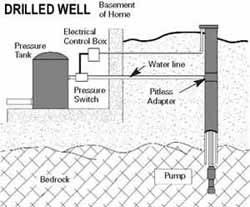 DRILLED WELL
Basement
of Home
Electrical
Control Box
Pressure
Tank
Water line
Pressure
Switch
Pitless
Adapter
Bedrock
Pump